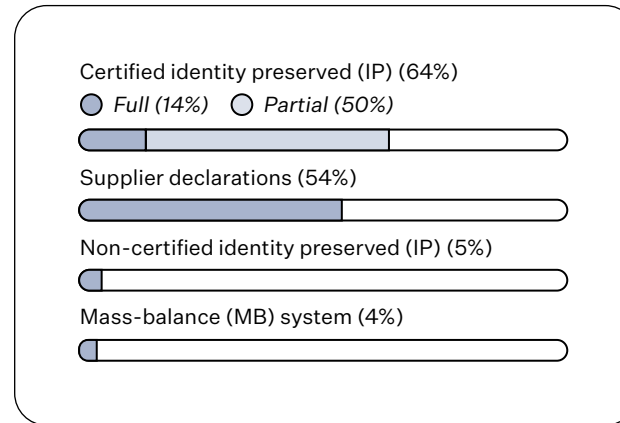 Certified identity preserved (IP) (64%)
Full (14%) Partial (50%)
Supplier declarations (54%)
Non-certified identity preserved (IP) (5%)
Mass-balance (MB) system (4%)